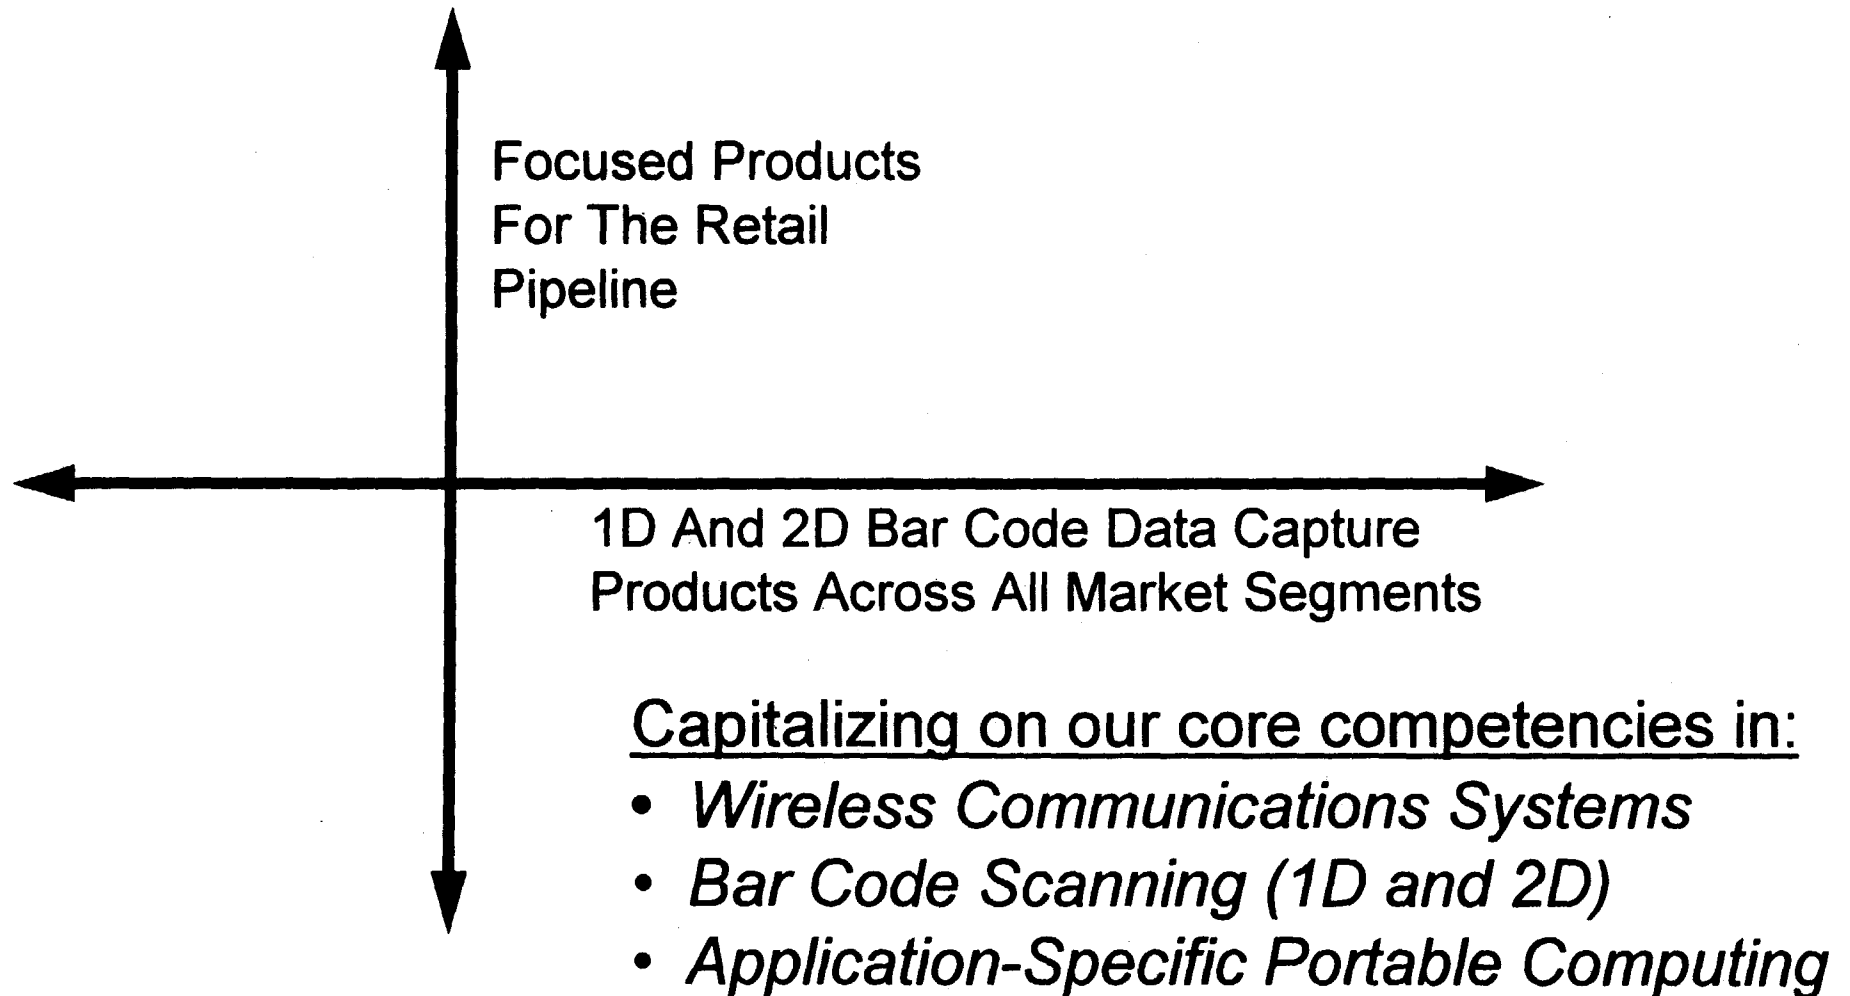 Focused Products
For The Retail
Pipeline
1D And 2D Bar Code Data Capture
Products Across All Market Segments
Capitalizing on our core competencies in:
• Wireless Communications Systems
• Bar Code Scanning (1D and 2D)
• Application-Specific Portable Computing